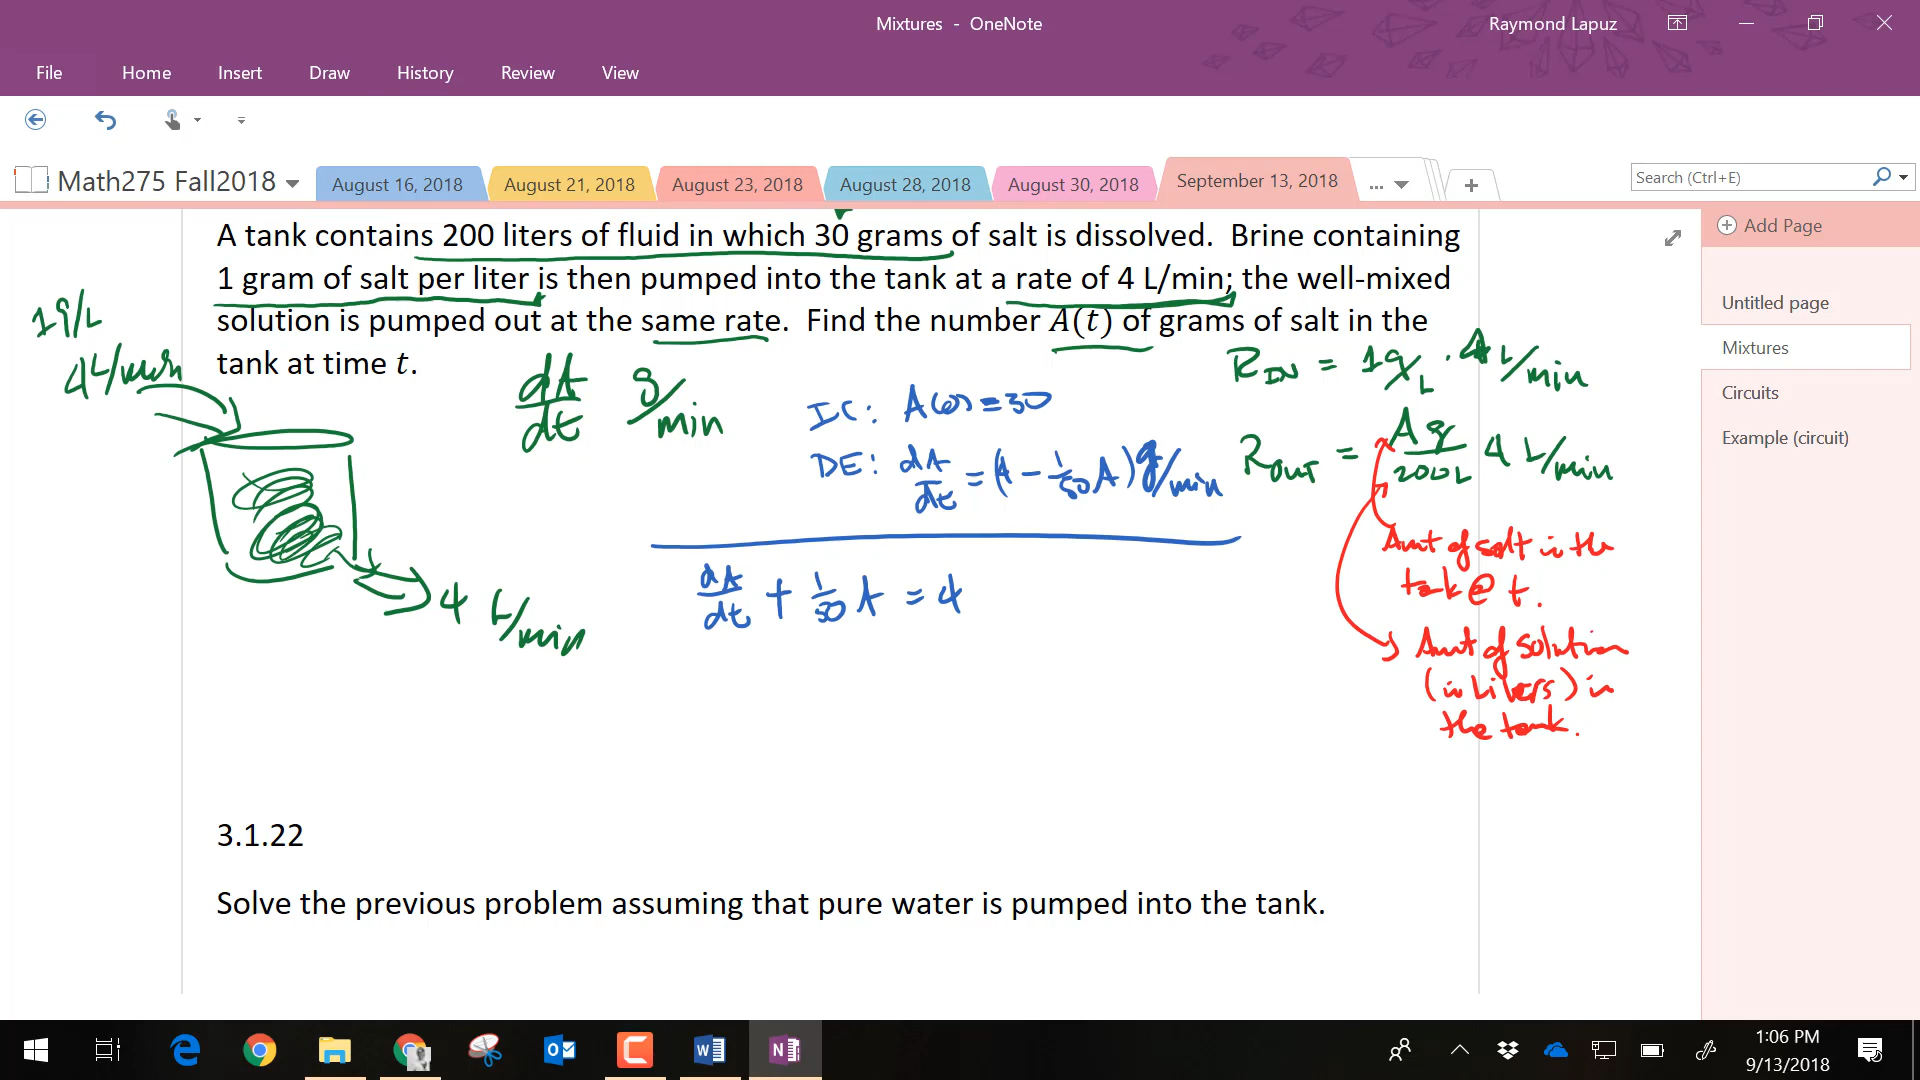 Mixtures - OneNote
Raymond Lapuz
File Home Insert Draw History Review View
Math275 Fall2018
August 16, 2018 August 21, 2018 August 23, 2018 August 28, 2018 August 30, 2018 September 13, 2018 ... +
Search (Ctrl+E)
A tank contains 200 liters of fluid in which 30 grams of salt is dissolved. Brine containing
1 gram of salt per liter is then pumped into the tank at a rate of 4 L/min; the well-mixed
solution is pumped out at the same rate. Find the number A(t) of grams of salt in the
tank at time t.
1g/L
4L/min
dA/dt g/min
IC: A(0)=30
DE: dA/dt = (4 - 1/50 A) g/min
R IN = 1g/L · 4L/min
R OUT = A g/200L 4 L/min
4 L/min
dA/dt + 1/50 A = 4
Amt of salt in the
tank @ t.
Amt of solution
(in Liters) in
the tank.
3.1.22
Solve the previous problem assuming that pure water is pumped into the tank.
Add Page
Untitled page
Mixtures
Circuits
Example (circuit)
1:06 PM
9/13/2018